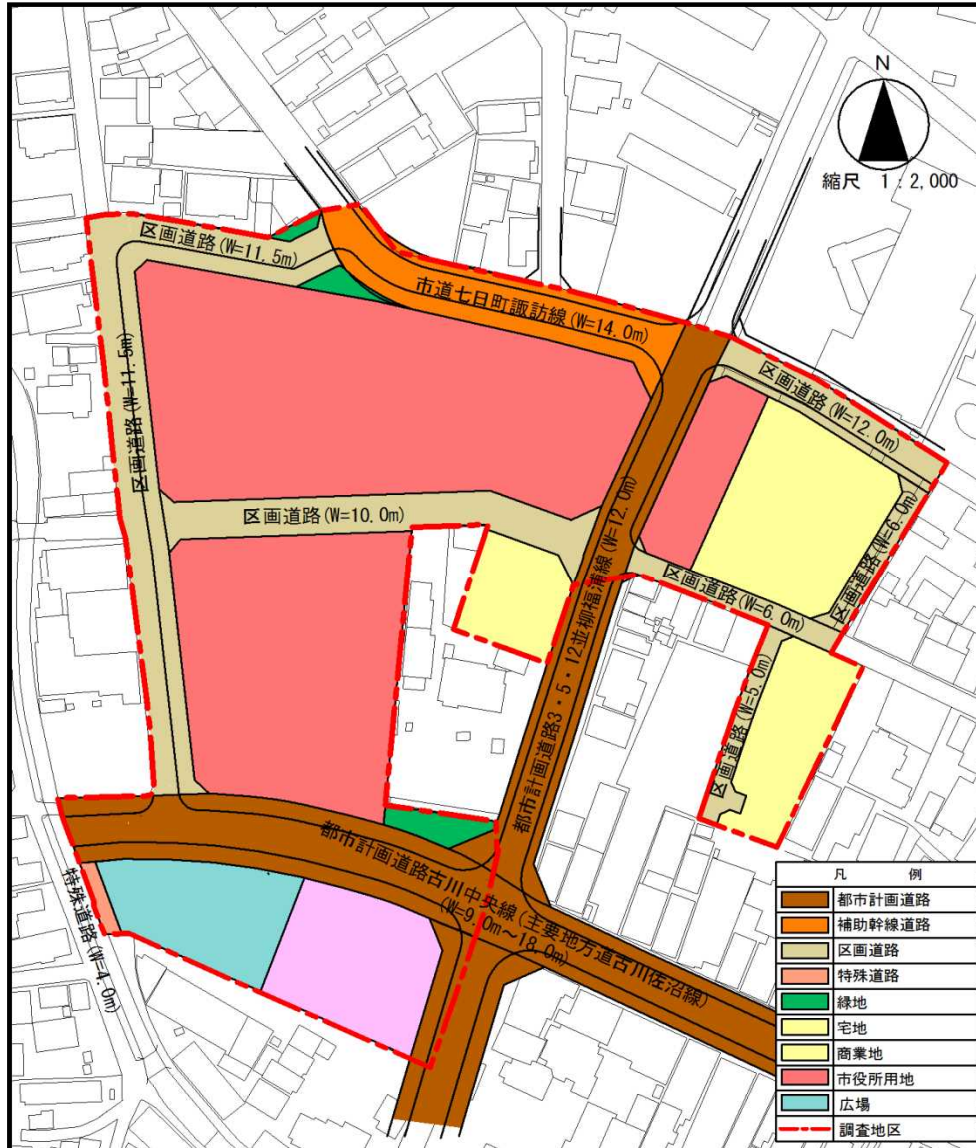 N
縮尺 1:2,000
区画道路(W=11.5m)
市道七日町諏訪線(W=14.0m)
区画道路(W=12.0m)
区画道路(W=11.5m)
区画道路(W=10.0m)
都市計画道路3・5・12並柳福浦線(W=12.0m)
区画道路(W=6.0m)
区画道路(W=6.0m)
区画道路(W=5.0m)
都市計画道路古川中央線(主要地方道古川佐沼線)
(W=9.0m~18.0m)
特殊道路(W=4.0m)
凡 例
都市計画道路
補助幹線道路
区画道路
特殊道路
緑地
宅地
商業地
市役所用地
広場
調査地区